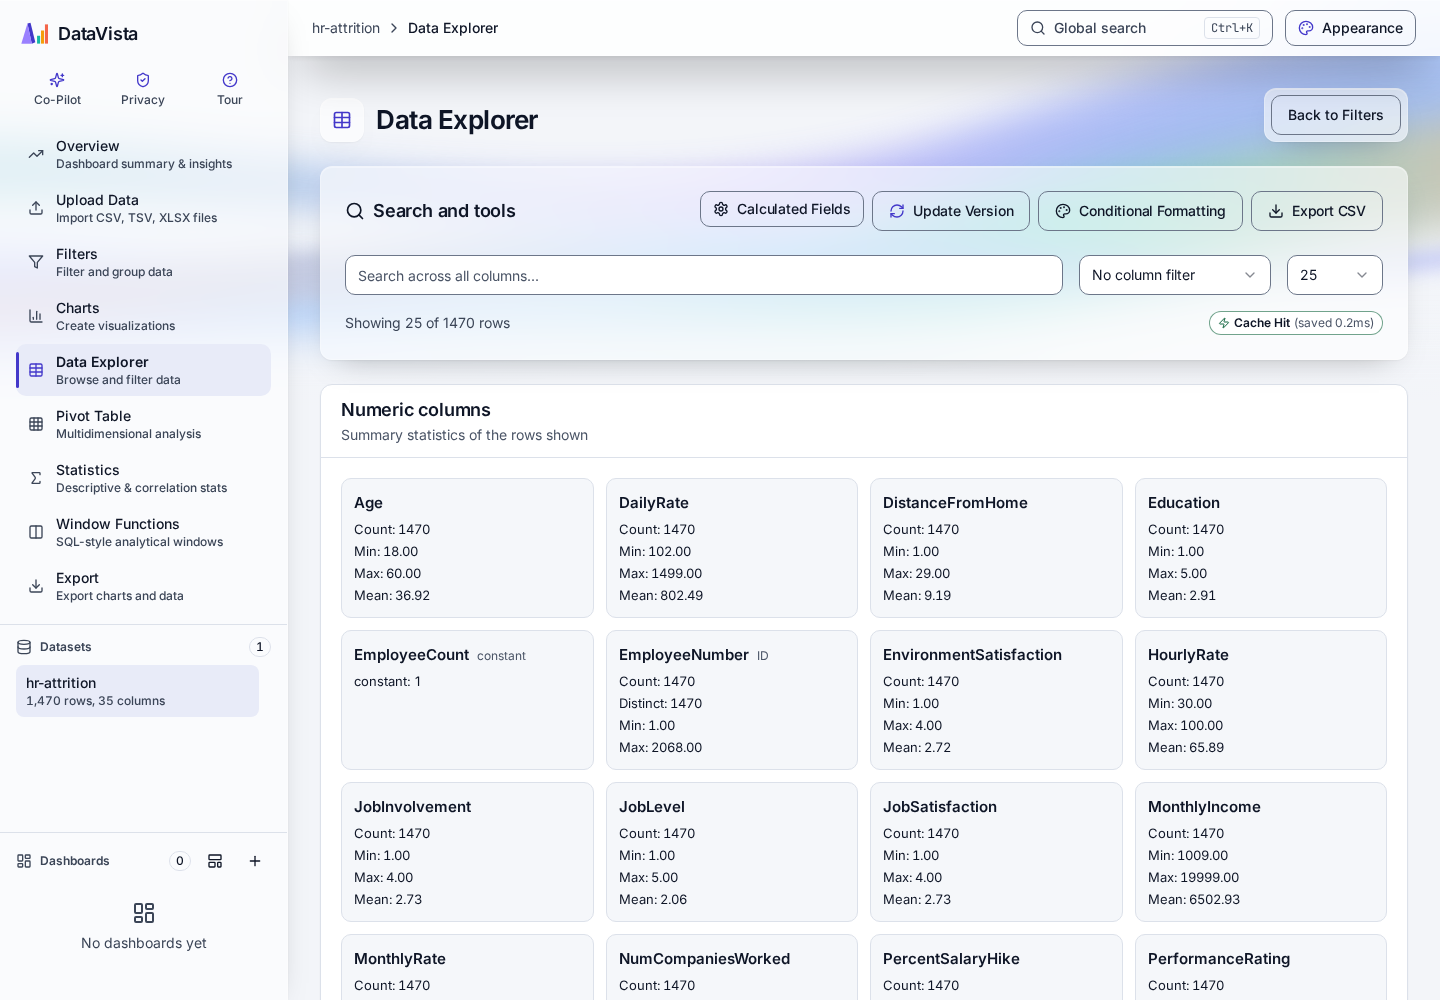 DataVista
Co-Pilot
Privacy
Tour
Overview
Dashboard summary & insights
Upload Data
Import CSV, TSV, XLSX files
Filters
Filter and group data
Charts
Create visualizations
Data Explorer
Browse and filter data
Pivot Table
Multidimensional analysis
Statistics
Descriptive & correlation stats
Window Functions
SQL-style analytical windows
Export
Export charts and data
Datasets
1
hr-attrition
1,470 rows, 35 columns
Dashboards
0
No dashboards yet
hr-attrition
Data Explorer
Global search
Ctrl+K
Appearance
Data Explorer
Back to Filters
Search and tools
Calculated Fields
Update Version
Conditional Formatting
Export CSV
Search across all columns...
No column filter
25
Showing 25 of 1470 rows
Cache Hit (saved 0.2ms)
Numeric columns
Summary statistics of the rows shown
Age
Count: 1470
Min: 18.00
Max: 60.00
Mean: 36.92
DailyRate
Count: 1470
Min: 102.00
Max: 1499.00
Mean: 802.49
DistanceFromHome
Count: 1470
Min: 1.00
Max: 29.00
Mean: 9.19
Education
Count: 1470
Min: 1.00
Max: 5.00
Mean: 2.91
EmployeeCount constant
constant: 1
EmployeeNumber ID
Count: 1470
Distinct: 1470
Min: 1.00
Max: 2068.00
EnvironmentSatisfaction
Count: 1470
Min: 1.00
Max: 4.00
Mean: 2.72
HourlyRate
Count: 1470
Min: 30.00
Max: 100.00
Mean: 65.89
JobInvolvement
Count: 1470
Min: 1.00
Max: 4.00
Mean: 2.73
JobLevel
Count: 1470
Min: 1.00
Max: 5.00
Mean: 2.06
JobSatisfaction
Count: 1470
Min: 1.00
Max: 4.00
Mean: 2.73
MonthlyIncome
Count: 1470
Min: 1009.00
Max: 19999.00
Mean: 6502.93
MonthlyRate
Count: 1470
NumCompaniesWorked
Count: 1470
PercentSalaryHike
Count: 1470
PerformanceRating
Count: 1470